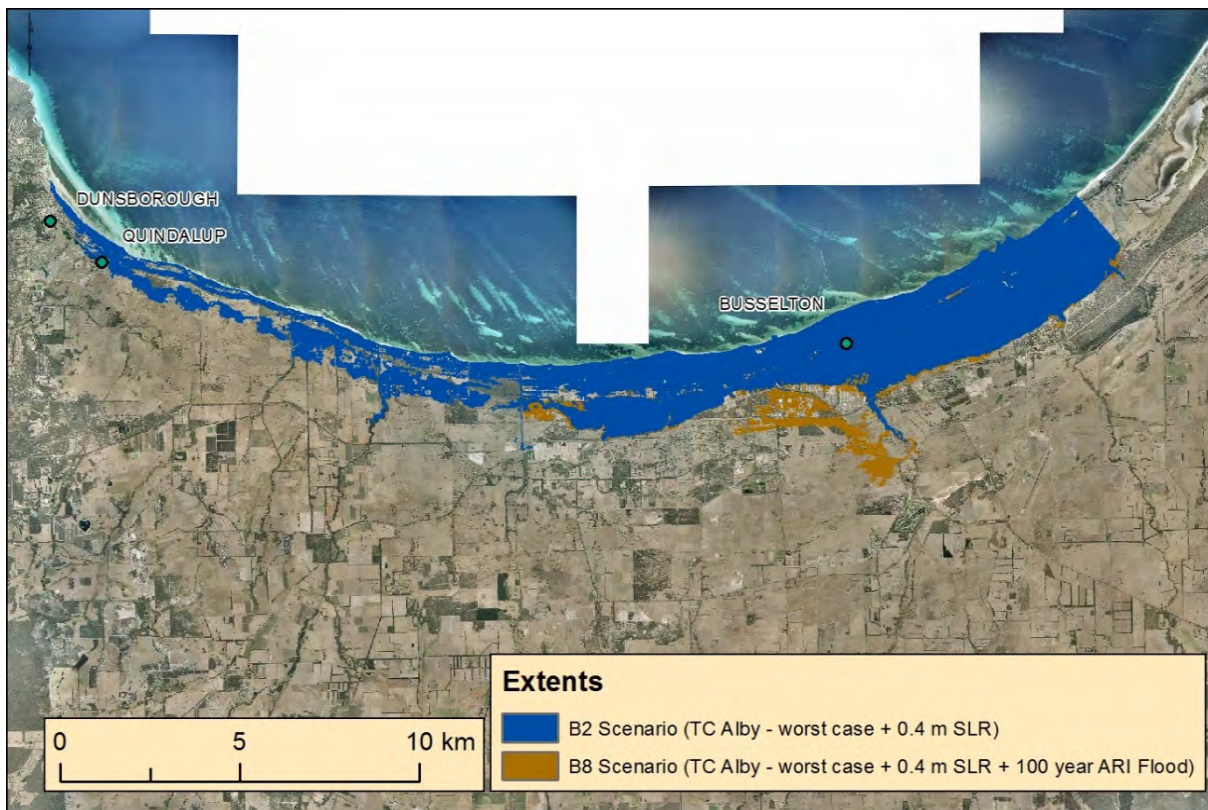 DUNSBOROUGH
QUINDALUP
BUSSELTON
Extents
B2 Scenario (TC Alby - worst case + 0.4 m SLR)
B8 Scenario (TC Alby - worst case + 0.4 m SLR + 100 year ARI Flood)
0 5 10 km